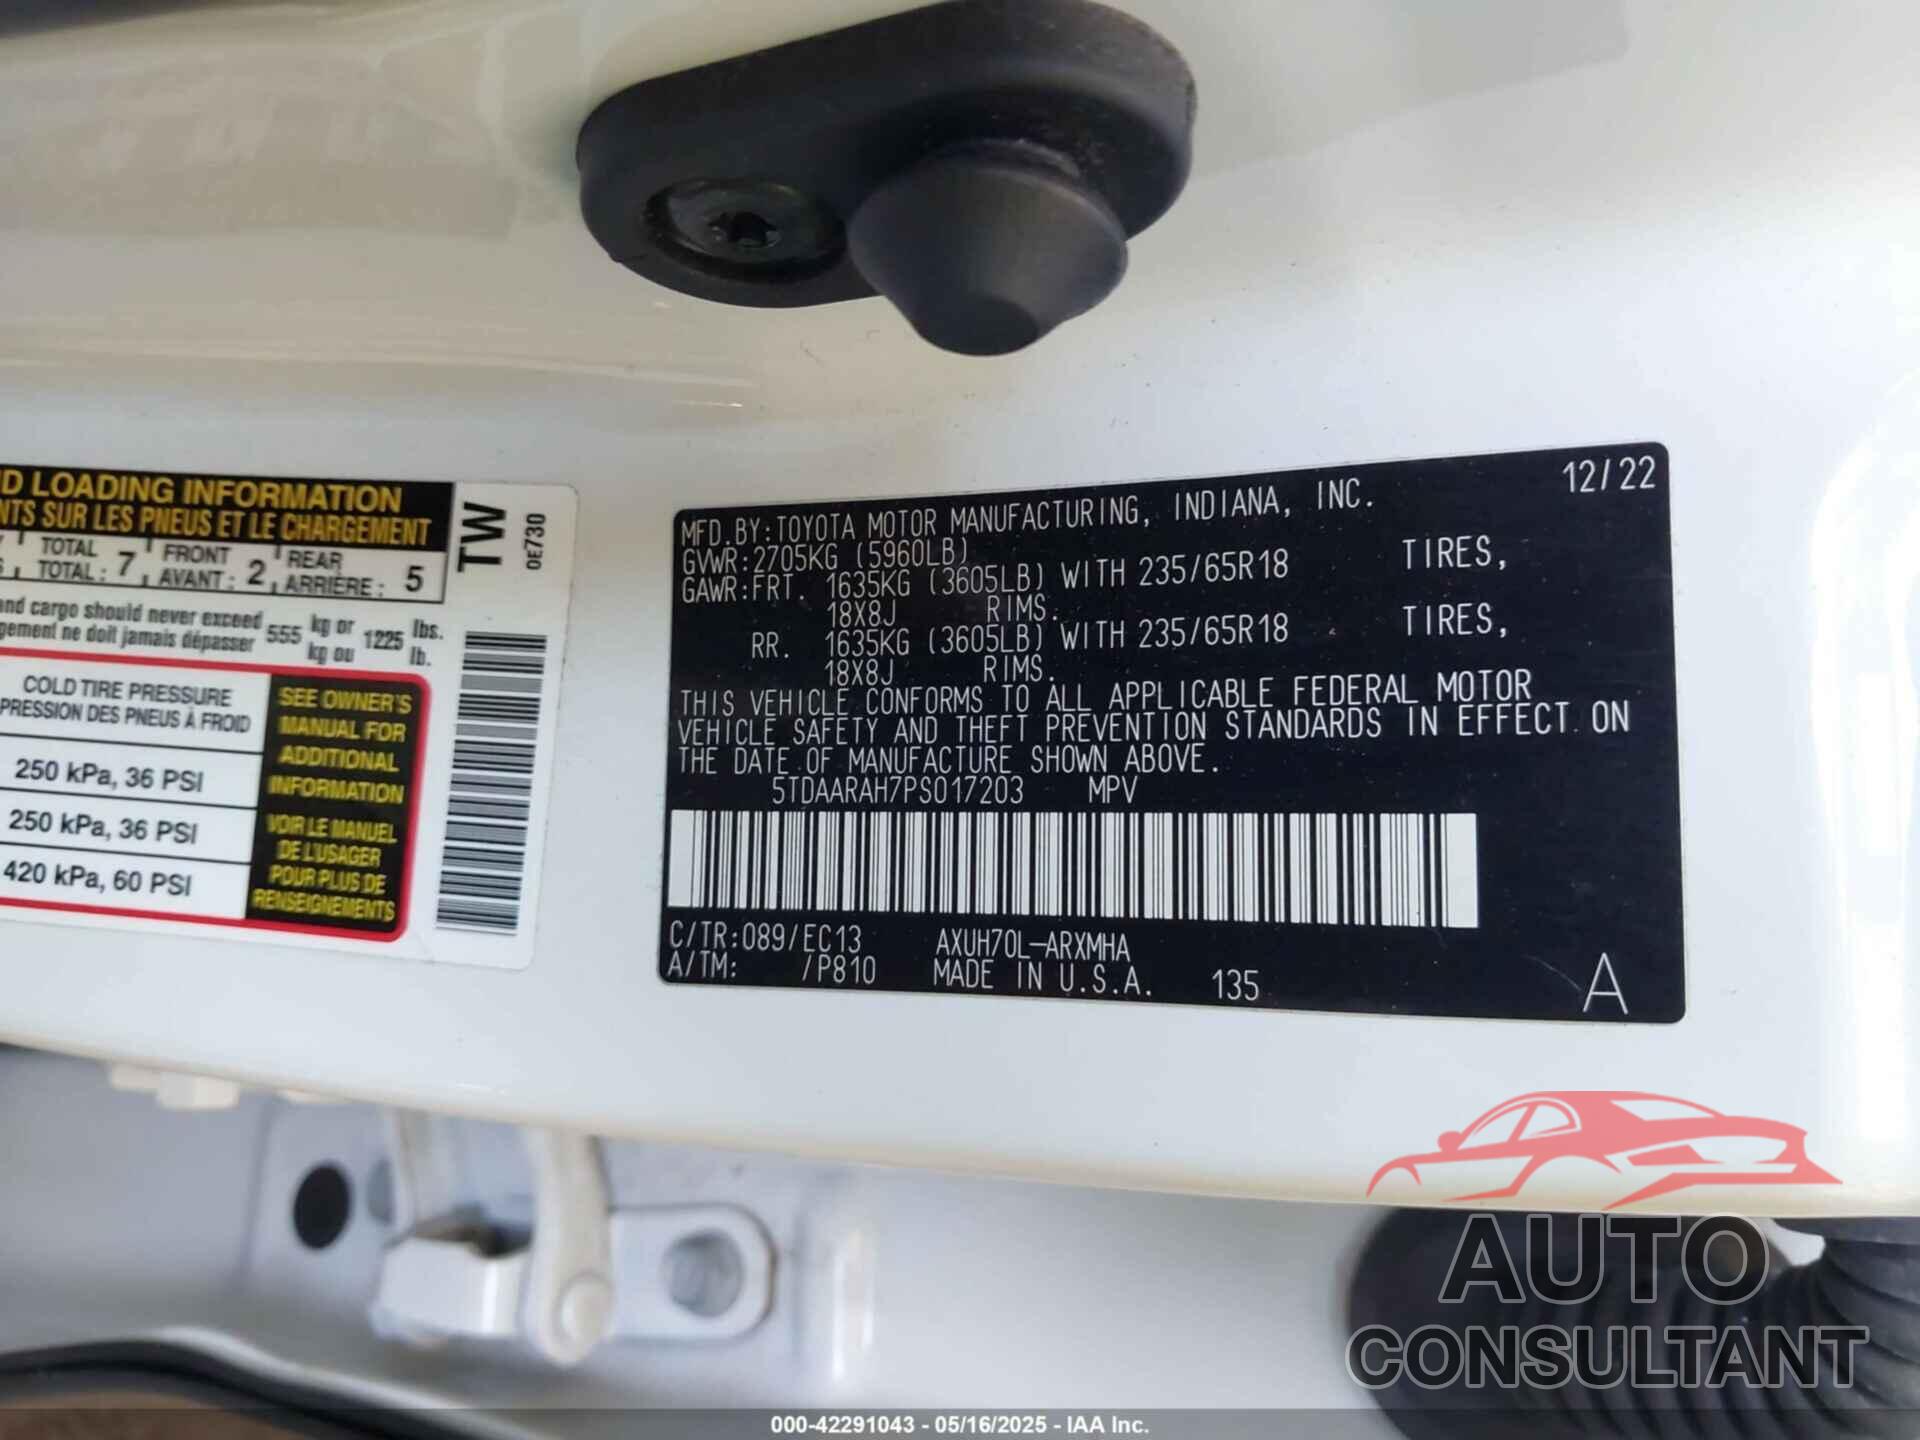 D LOADING INFORMATION
NTS SUR LES PNEUS ET LE CHARGEMENT
TOTAL 7 FRONT 2 REAR 5
TOTAL : AVANT : ARRIÈRE :
and cargo should never exceed 555 kg or 1225 lbs.
gement ne doit jamais dépasser kg ou lb.
COLD TIRE PRESSURE
PRESSION DES PNEUS À FROID
250 kPa, 36 PSI
250 kPa, 36 PSI
420 kPa, 60 PSI
SEE OWNER'S
MANUAL FOR
ADDITIONAL
INFORMATION
VOIR LE MANUEL
DE L'USAGER
POUR PLUS DE
RENSEIGNEMENTS
TW
0E730
12/22
MFD.BY:TOYOTA MOTOR MANUFACTURING, INDIANA, INC.
GVWR:2705KG (5960LB)
GAWR:FRT. 1635KG (3605LB) WITH 235/65R18 TIRES,
18X8J RIMS.
RR. 1635KG (3605LB) WITH 235/65R18 TIRES,
18X8J RIMS.
THIS VEHICLE CONFORMS TO ALL APPLICABLE FEDERAL MOTOR
VEHICLE SAFETY AND THEFT PREVENTION STANDARDS IN EFFECT ON
THE DATE OF MANUFACTURE SHOWN ABOVE.
5TDAARAH7PS017203 MPV
C/TR:089/EC13 AXUH70L-ARXMHA
A/TM: /P810 MADE IN U.S.A. 135
A
AUTO
CONSULTANT
000-42291043 - 05/16/2025 - IAA Inc.